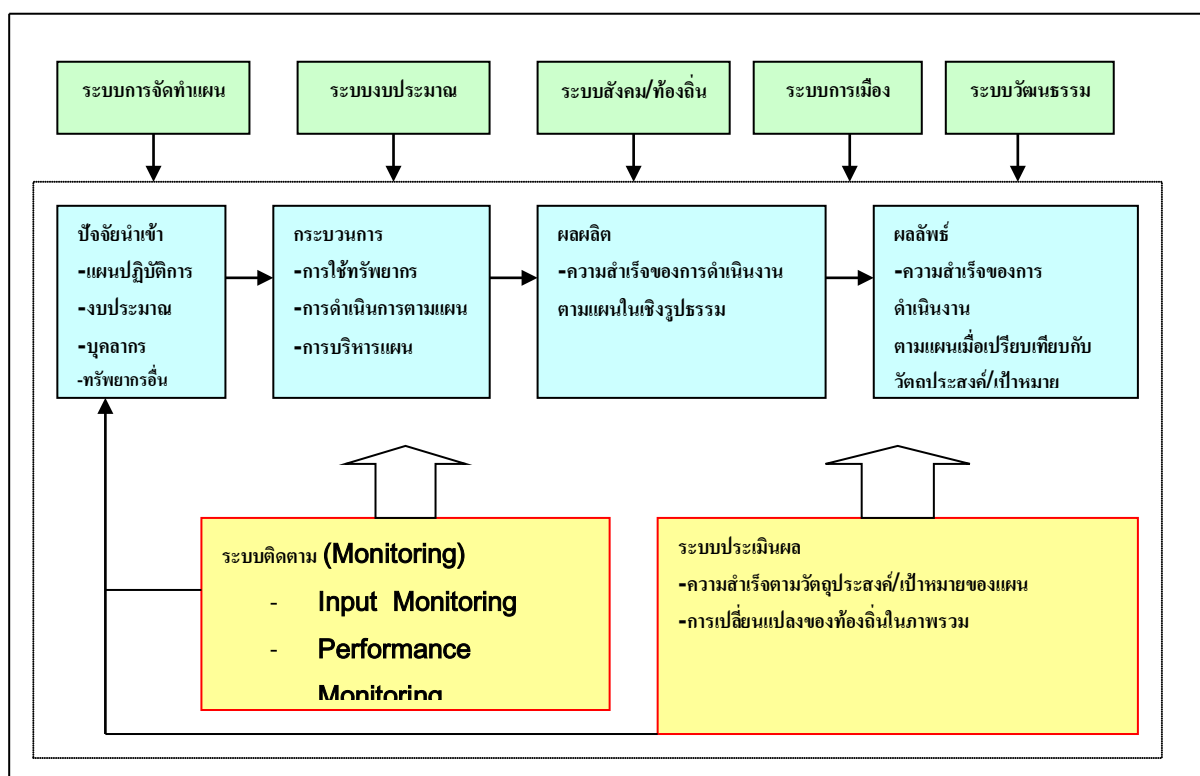 ระบบการจัดทำแผน
ระบบงบประมาณ
ระบบสังคม/ท้องถิ่น
ระบบการเมือง
ระบบวัฒนธรรม
ปัจจัยนำเข้า
-แผนปฏิบัติการ
-งบประมาณ
-บุคลากร
-ทรัพยากรอื่น
กระบวนการ
-การใช้ทรัพยากร
-การดำเนินการตามแผน
-การบริหารแผน
ผลผลิต
-ความสำเร็จของการดำเนินงาน
ตามแผนในเชิงรูปธรรม
ผลลัพธ์
-ความสำเร็จของการ
ดำเนินงาน
ตามแผนเมื่อเปรียบเทียบกับ
วัตถุประสงค์/เป้าหมาย
ระบบติดตาม (Monitoring)
- Input Monitoring
- Performance
Monitoring
ระบบประเมินผล
-ความสำเร็จตามวัตถุประสงค์/เป้าหมายของแผน
-การเปลี่ยนแปลงของท้องถิ่นในภาพรวม